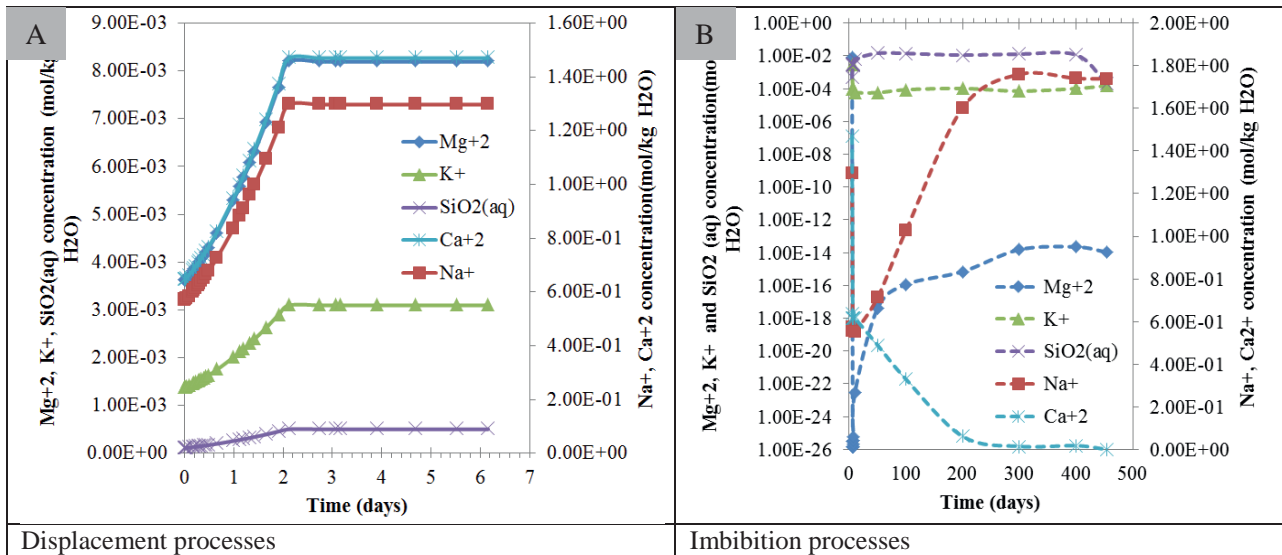 A
Mg+2, K+, SiO2(aq) concentration (mol/kg
H2O)
9.00E-03
8.00E-03
7.00E-03
6.00E-03
5.00E-03
4.00E-03
3.00E-03
2.00E-03
1.00E-03
0.00E+00
Mg+2
K+
SiO2(aq)
Ca+2
Na+
1.60E+00
1.40E+00
1.20E+00
1.00E+00
8.00E-01
6.00E-01
4.00E-01
2.00E-01
0.00E+00
Na+, Ca+2 concentration(mol/kg H2O)
0 1 2 3 4 5 6 7
Time (days)
Displacement processes
B
Mg+2, K+ and SiO2 (aq) concentration(mo
H2O)
1.00E+00
1.00E-02
1.00E-04
1.00E-06
1.00E-08
1.00E-10
1.00E-12
1.00E-14
1.00E-16
1.00E-18
1.00E-20
1.00E-22
1.00E-24
1.00E-26
Mg+2
K+
SiO2(aq)
Na+
Ca+2
2.00E+00
1.80E+00
1.60E+00
1.40E+00
1.20E+00
1.00E+00
8.00E-01
6.00E-01
4.00E-01
2.00E-01
0.00E+00
Na+, Ca2+ concentration (mol/kg H2O)
0 100 200 300 400 500
Time (days)
Imbibition processes